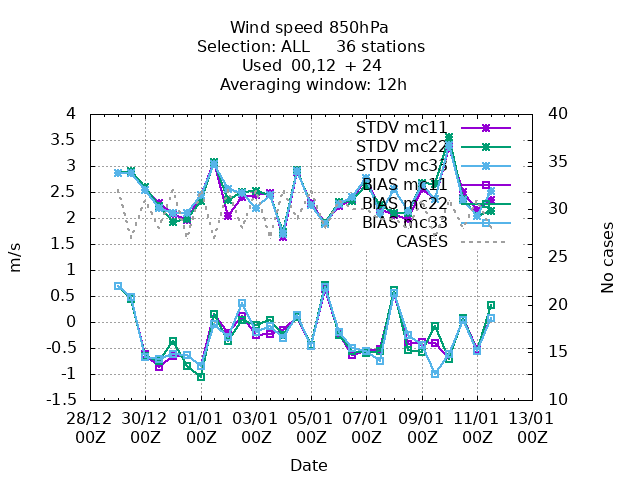 Wind speed 850hPa
Selection: ALL 36 stations
Used 00,12 + 24
Averaging window: 12h
4
3.5
3
2.5
2
1.5
1
0.5
0
-0.5
-1
-1.5
m/s
40
35
30
25
20
15
10
No cases
STDV mc11
STDV mc22
STDV mc33
BIAS mc11
BIAS mc22
BIAS mc33
CASES
28/12 30/12 01/01 03/01 05/01 07/01 09/01 11/01 13/01
00Z 00Z 00Z 00Z 00Z 00Z 00Z 00Z 00Z
Date